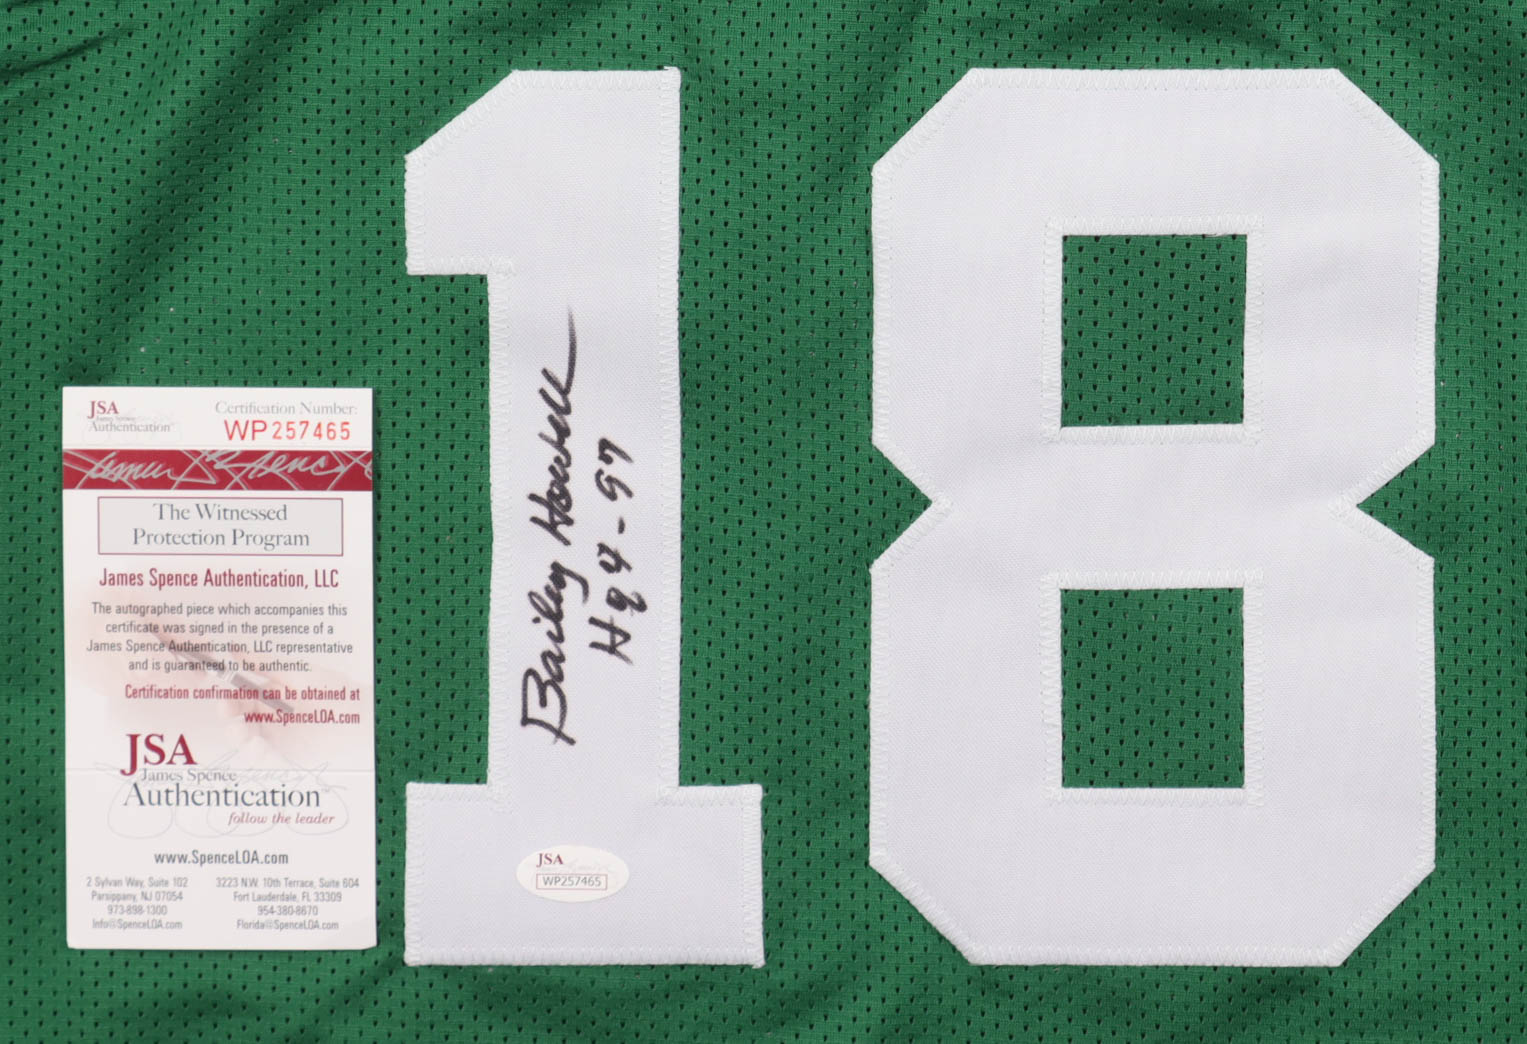 JSA
James Spence
Authentication
Certification Number:
WP257465
The Witnessed
Protection Program
James Spence Authentication, LLC
The autographed piece which accompanies this
certificate was signed in the presence of a
James Spence Authentication, LLC representative
and is guaranteed to be authentic.
Certification confirmation can be obtained at
www.SpenceLOA.com
JSA
James Spence
Authentication
follow the leader
www.SpenceLOA.com
2 Sylvan Way, Suite 102
Parsippany, NJ 07054
973-898-1300
Info@SpenceLOA.com
3223 N.W. 10th Terrace, Suite 604
Fort Lauderdale, FL 33309
954-380-8670
Florida@SpenceLOA.com
18
Bailey Howell
JSA
WP257465